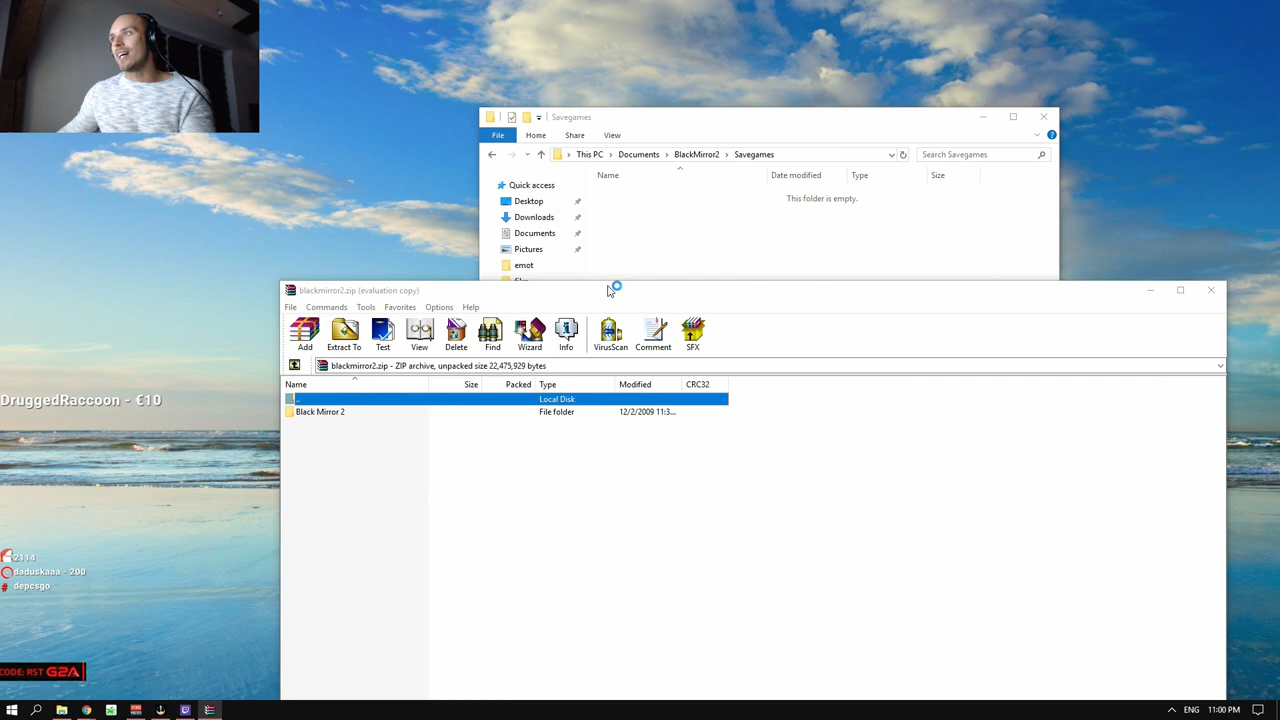 Savegames
File Home Share View
This PC > Documents > BlackMirror2 > Savegames
Search Savegames
Name Date modified Type Size
This folder is empty.
Quick access
Desktop
Downloads
Documents
Pictures
emot
blackmirror2.zip (evaluation copy)
File Commands Tools Favorites Options Help
Add Extract To Test View Delete Find Wizard Info VirusScan Comment SFX
blackmirror2.zip - ZIP archive, unpacked size 22,475,929 bytes
Name Size Packed Type Modified CRC32
.. Local Disk
Black Mirror 2 File folder 12/2/2009 11:3...
DruggedRaccoon - €10
2114
daduskaaa - 200
depcsgo
CODE: RST G2A
ENG 11:00 PM